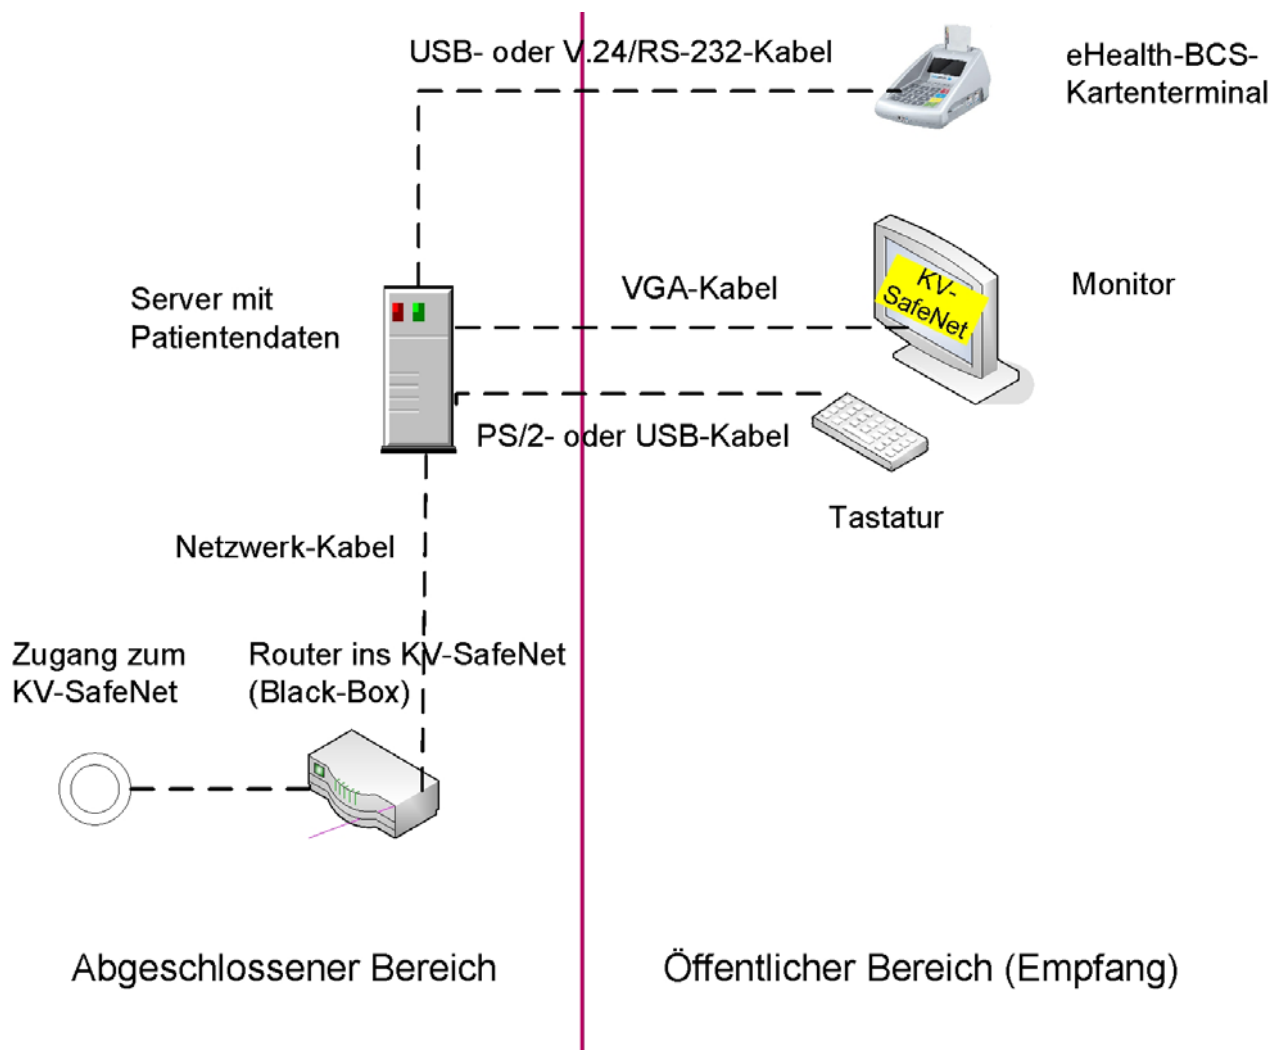 USB- oder V.24/RS-232-Kabel
eHealth-BCS-
Kartenterminal
Server mit
Patientendaten
VGA-Kabel
KV-
SafeNet
Monitor
PS/2- oder USB-Kabel
Tastatur
Netzwerk-Kabel
Zugang zum
KV-SafeNet
Router ins KV-SafeNet
(Black-Box)
Abgeschlossener Bereich
Öffentlicher Bereich (Empfang)